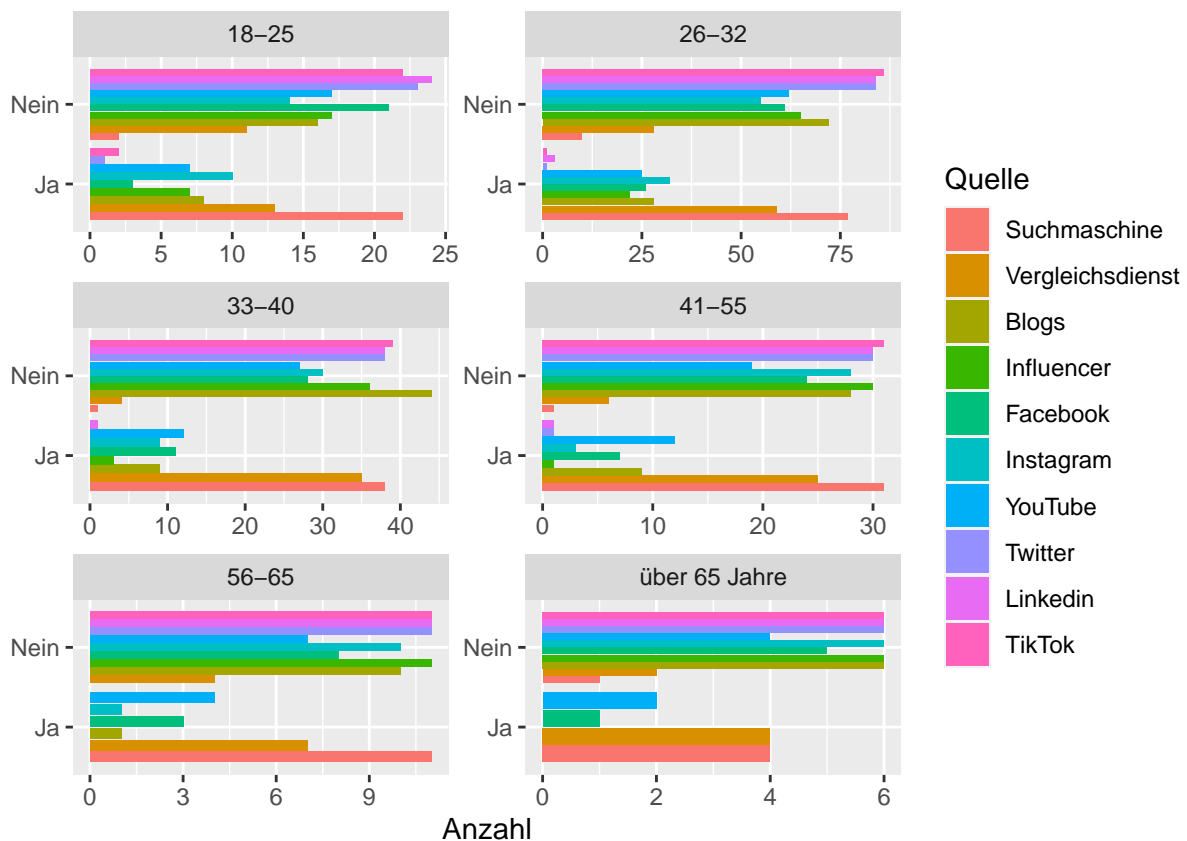 18–25
26–32
Nein
Ja
Nein
Ja
0 5 10 15 20 25
0 25 50 75
33–40
41–55
Nein
Ja
Nein
Ja
0 10 20 30 40
0 10 20 30
56–65
über 65 Jahre
Nein
Ja
Nein
Ja
0 3 6 9
0 2 4 6
Anzahl
Quelle
Suchmaschine
Vergleichsdienst
Blogs
Influencer
Facebook
Instagram
YouTube
Twitter
Linkedin
TikTok